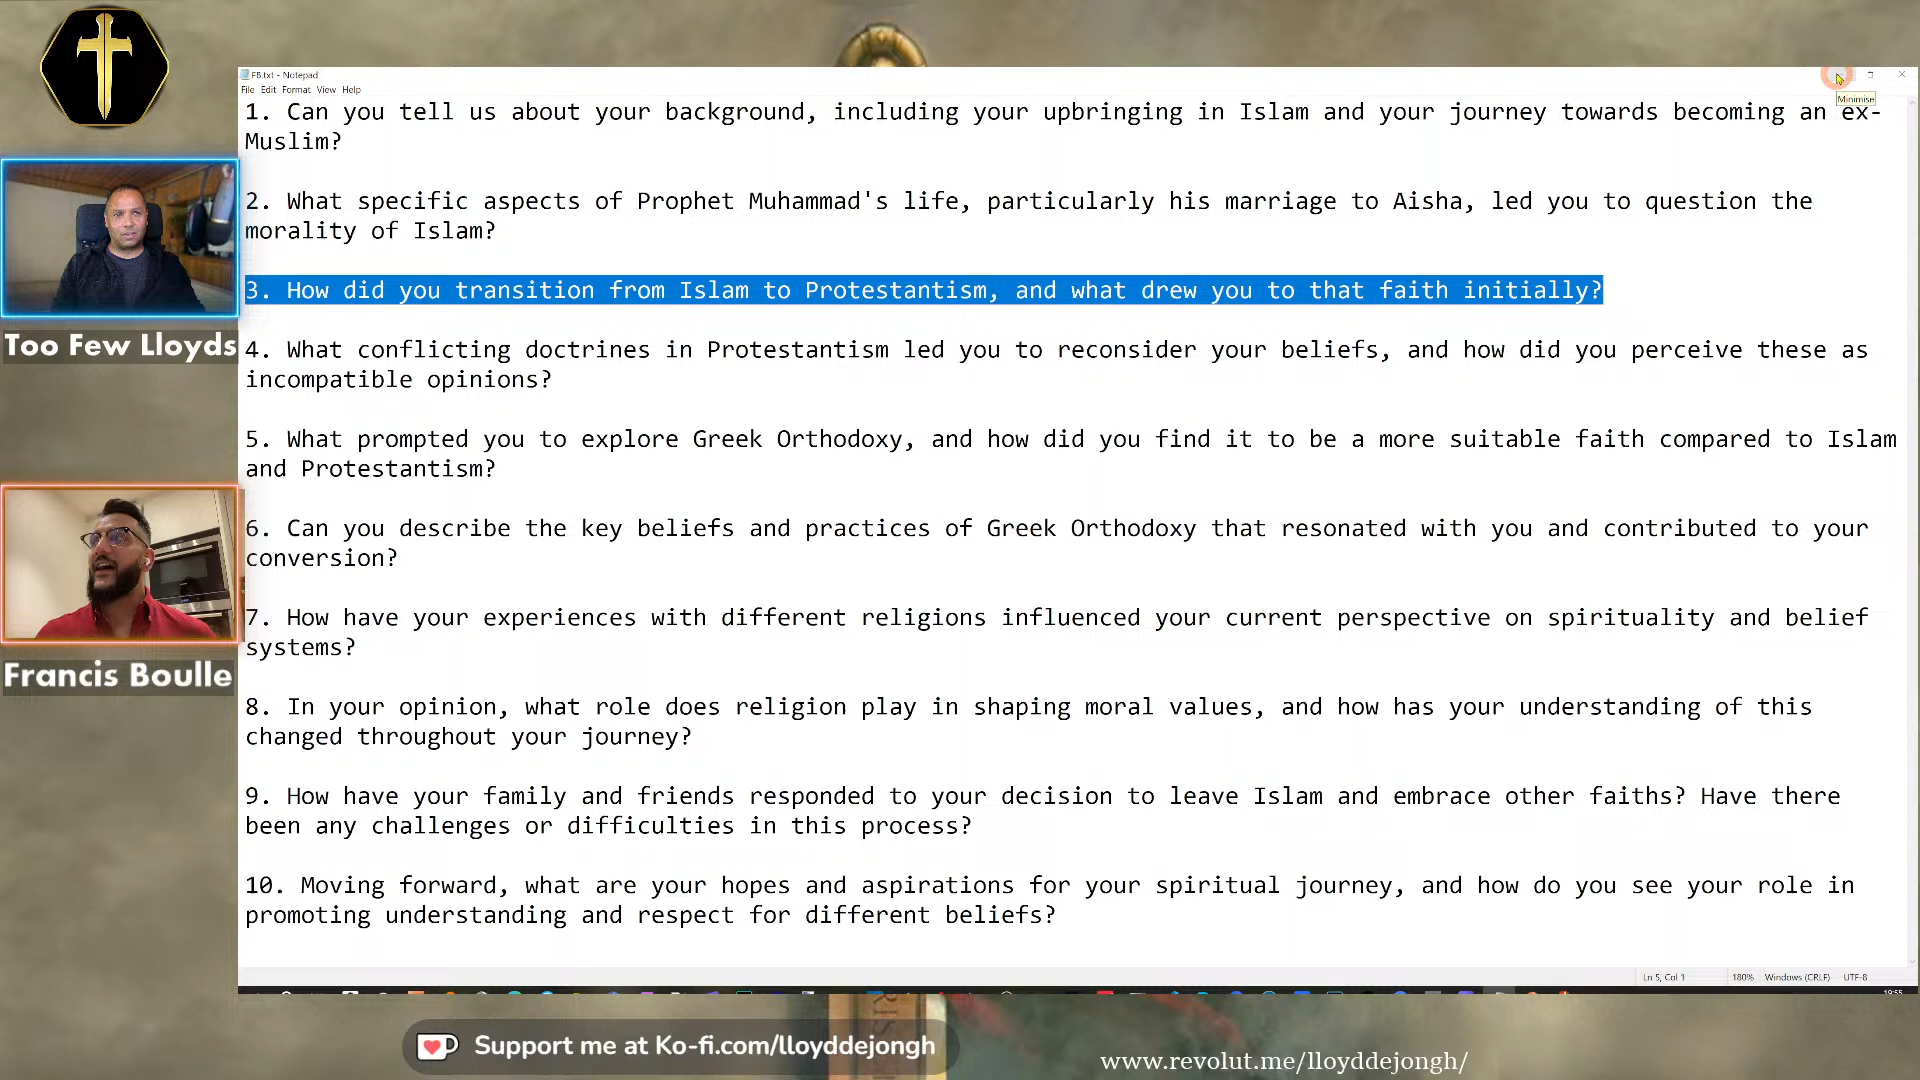 FB.txt - Notepad
File Edit Format View Help
Minimise
1. Can you tell us about your background, including your upbringing in Islam and your journey towards becoming an ex-
Muslim?
2. What specific aspects of Prophet Muhammad's life, particularly his marriage to Aisha, led you to question the
morality of Islam?
3. How did you transition from Islam to Protestantism, and what drew you to that faith initially?
Too Few Lloyds
4. What conflicting doctrines in Protestantism led you to reconsider your beliefs, and how did you perceive these as
incompatible opinions?
5. What prompted you to explore Greek Orthodoxy, and how did you find it to be a more suitable faith compared to Islam
and Protestantism?
6. Can you describe the key beliefs and practices of Greek Orthodoxy that resonated with you and contributed to your
conversion?
7. How have your experiences with different religions influenced your current perspective on spirituality and belief
systems?
Francis Boulle
8. In your opinion, what role does religion play in shaping moral values, and how has your understanding of this
changed throughout your journey?
9. How have your family and friends responded to your decision to leave Islam and embrace other faiths? Have there
been any challenges or difficulties in this process?
10. Moving forward, what are your hopes and aspirations for your spiritual journey, and how do you see your role in
promoting understanding and respect for different beliefs?
Ln 5, Col 1 180% Windows (CRLF) UTF-8
Support me at Ko-fi.com/lloyddejongh
www.revolut.me/lloyddejongh/